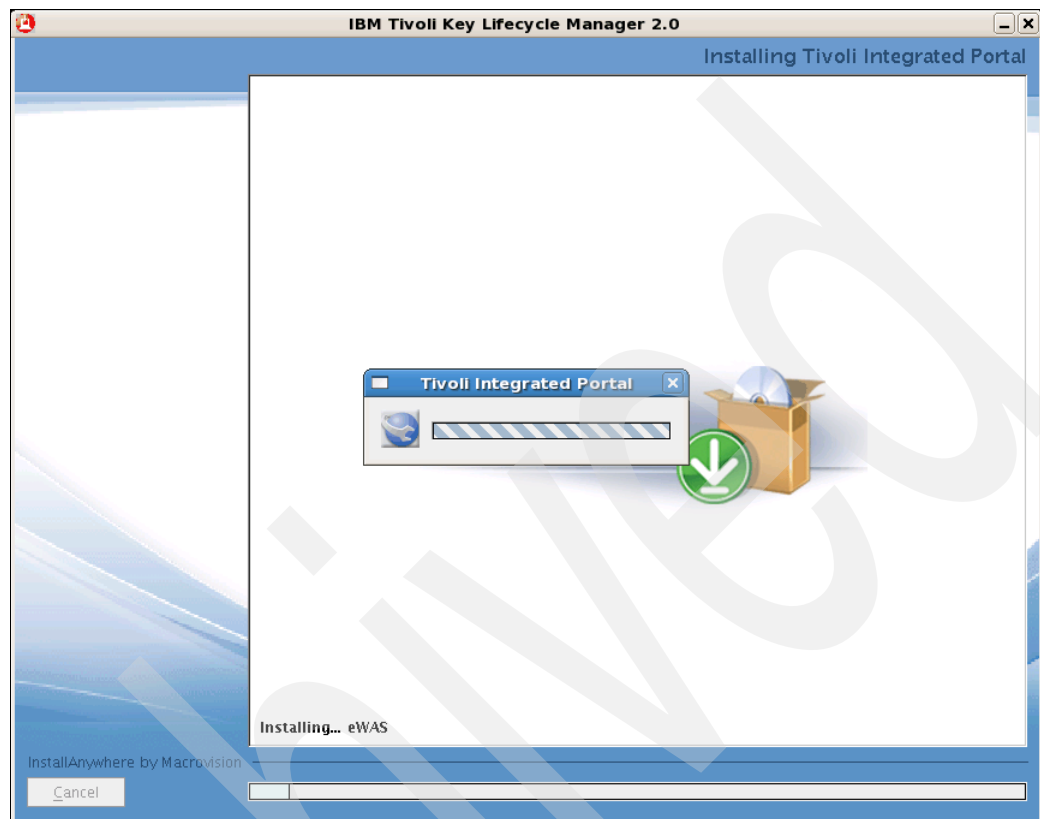 IBM Tivoli Key Lifecycle Manager 2.0
Installing Tivoli Integrated Portal
Tivoli Integrated Portal
Installing... eWAS
InstallAnywhere by Macrovision
Cancel
hived